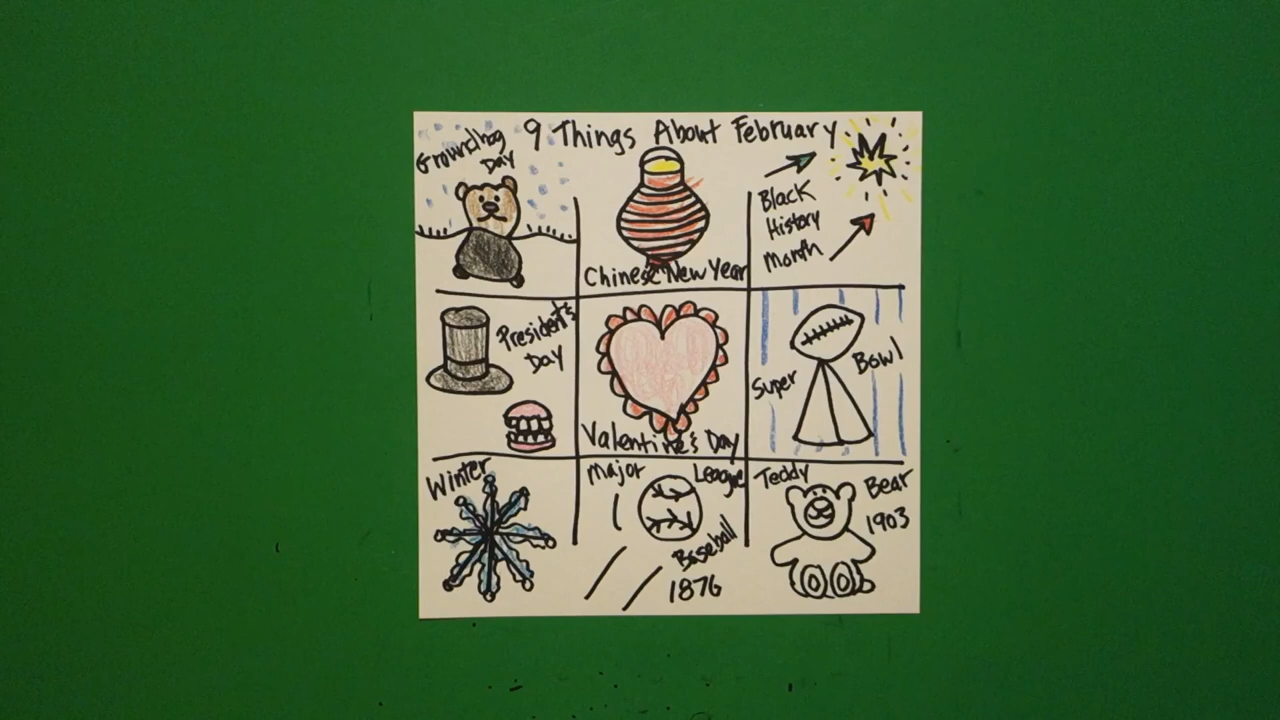 9 Things About February
Groundhog
Day
Chinese New Year
Black
History
Month
President's
Day
Valentine's Day
Super
Bowl
Winter
Major
League
Baseball
1876
Teddy
Bear
1903